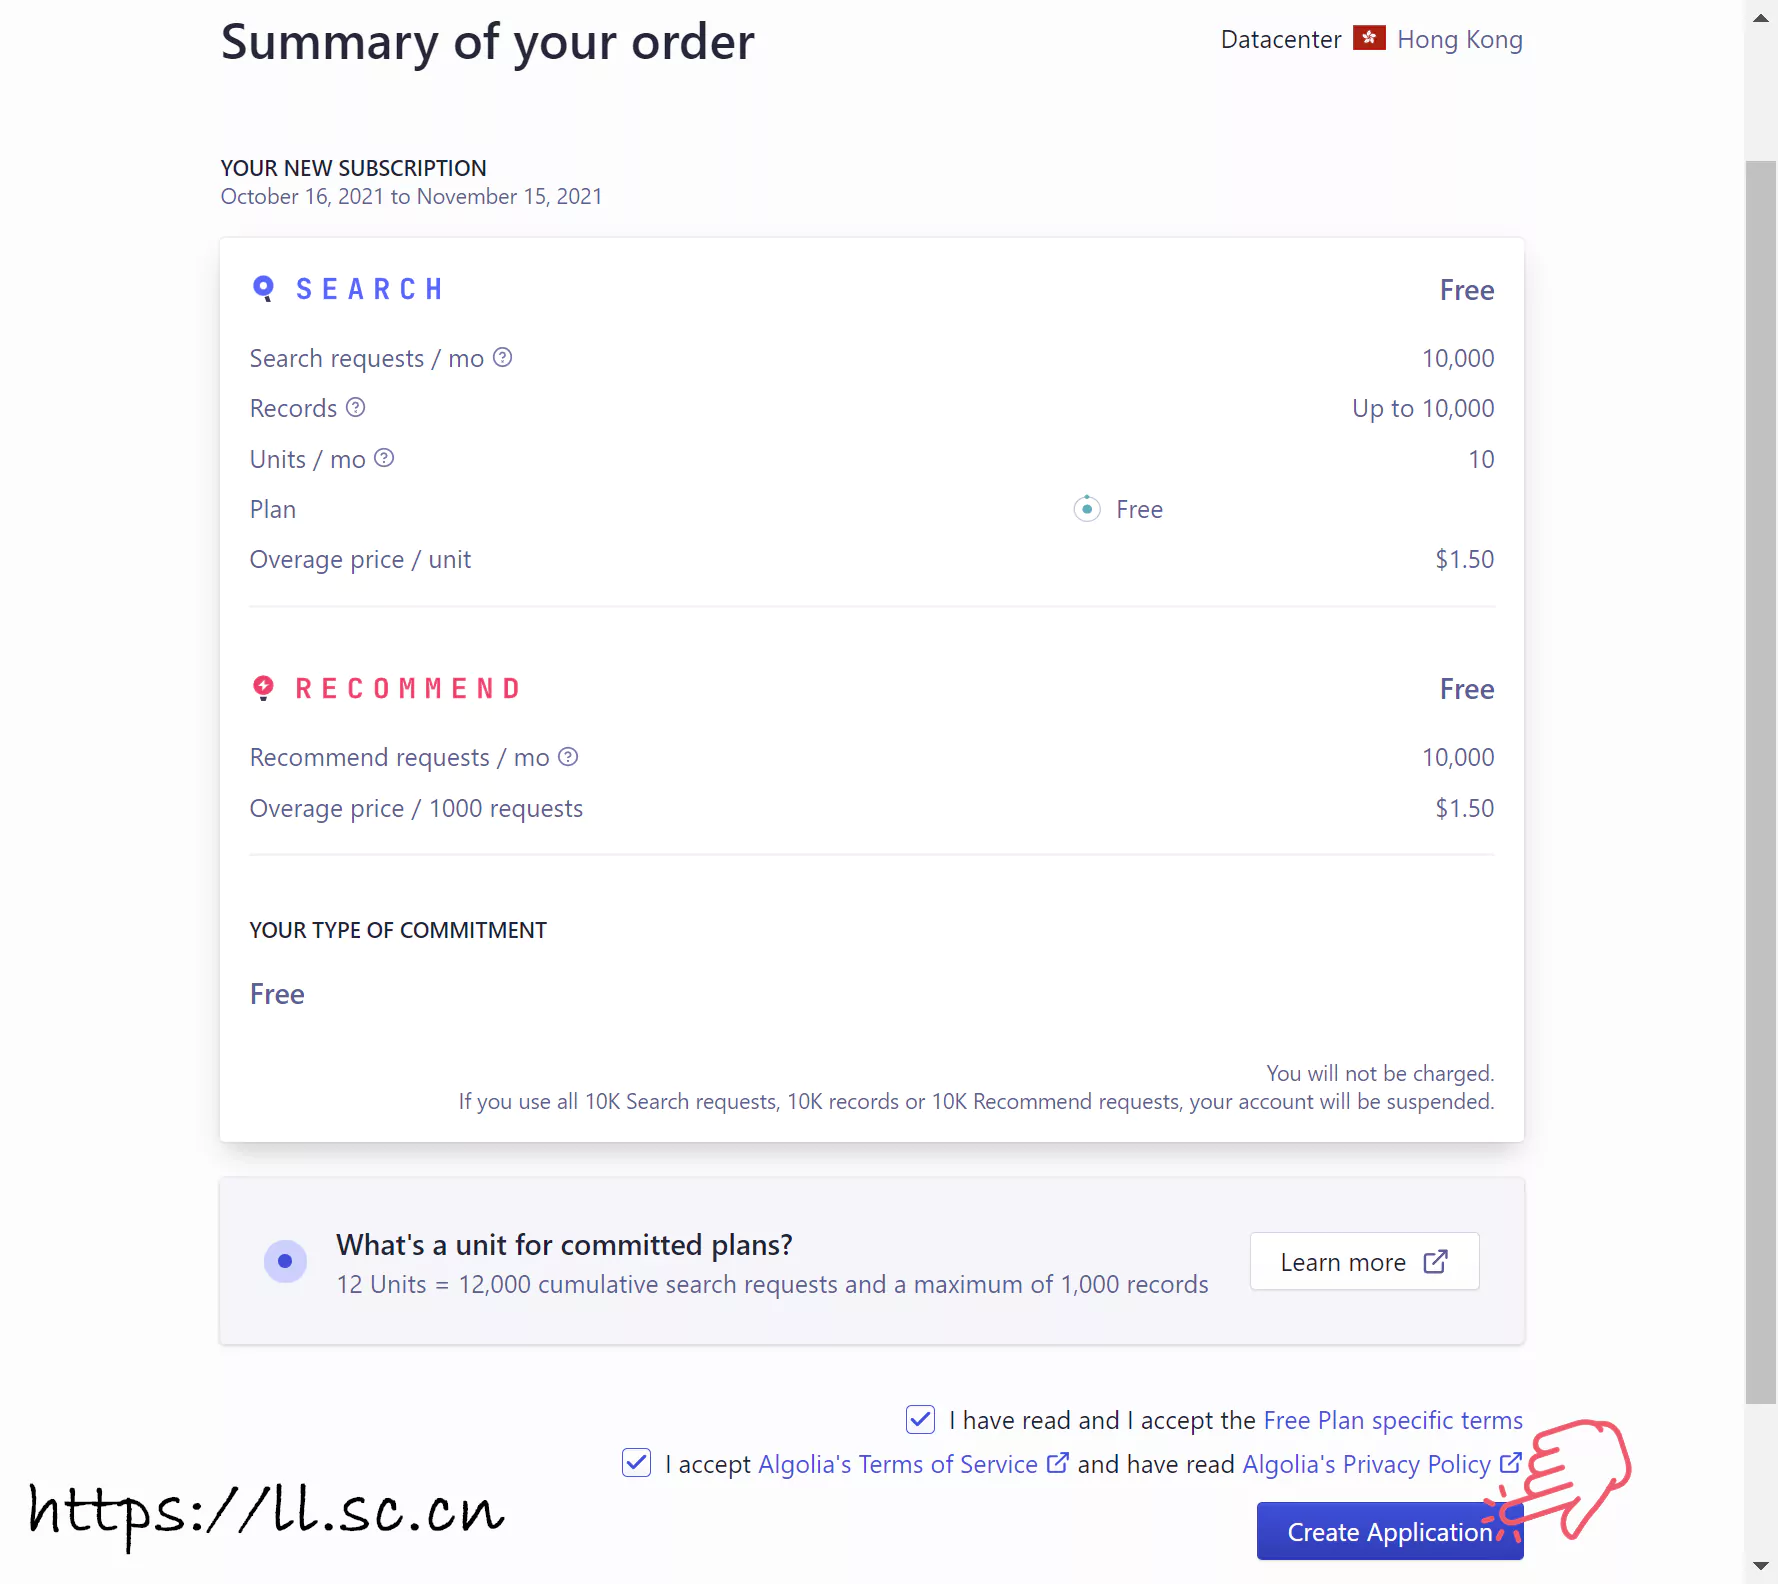 Summary of your order
Datacenter Hong Kong
YOUR NEW SUBSCRIPTION
October 16, 2021 to November 15, 2021
SEARCH Free
Search requests / mo 10,000
Records Up to 10,000
Units / mo 10
Plan Free
Overage price / unit $1.50
RECOMMEND Free
Recommend requests / mo 10,000
Overage price / 1000 requests $1.50
YOUR TYPE OF COMMITMENT
Free
You will not be charged.
If you use all 10K Search requests, 10K records or 10K Recommend requests, your account will be suspended.
What's a unit for committed plans?
12 Units = 12,000 cumulative search requests and a maximum of 1,000 records
Learn more
I have read and I accept the Free Plan specific terms
I accept Algolia's Terms of Service and have read Algolia's Privacy Policy
https://ll.sc.cn
Create Application